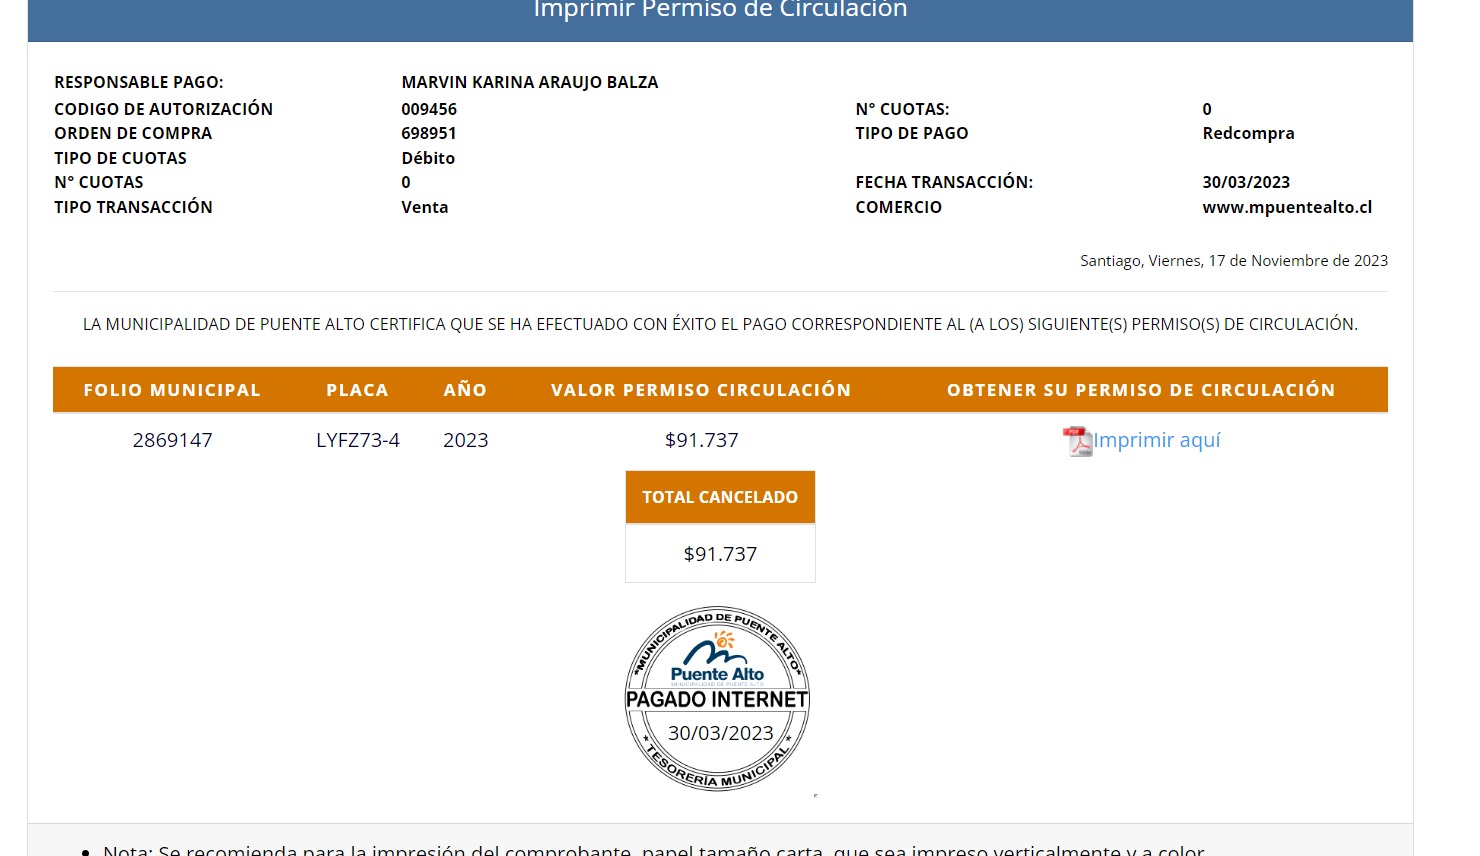 Imprimir Permiso de Circulación
RESPONSABLE PAGO: MARVIN KARINA ARAUJO BALZA
CODIGO DE AUTORIZACIÓN 009456 N° CUOTAS: 0
ORDEN DE COMPRA 698951 TIPO DE PAGO Redcompra
TIPO DE CUOTAS Débito
N° CUOTAS 0 FECHA TRANSACCIÓN: 30/03/2023
TIPO TRANSACCIÓN Venta COMERCIO www.mpuentealto.cl
Santiago, Viernes, 17 de Noviembre de 2023
LA MUNICIPALIDAD DE PUENTE ALTO CERTIFICA QUE SE HA EFECTUADO CON ÉXITO EL PAGO CORRESPONDIENTE AL (A LOS) SIGUIENTE(S) PERMISO(S) DE CIRCULACIÓN.
FOLIO MUNICIPAL PLACA AÑO VALOR PERMISO CIRCULACIÓN OBTENER SU PERMISO DE CIRCULACIÓN
2869147 LYFZ73-4 2023 $91.737 PDF Imprimir aquí
TOTAL CANCELADO
$91.737
*MUNICIPALIDAD DE PUENTE ALTO*
Puente Alto
MUNICIPALIDAD DE PUENTE ALTO
PAGADO INTERNET
30/03/2023
* TESORERÍA MUNICIPAL *
Nota: Se recomienda para la impresión del comprobante, papel tamaño carta, que sea impreso verticalmente y a color.